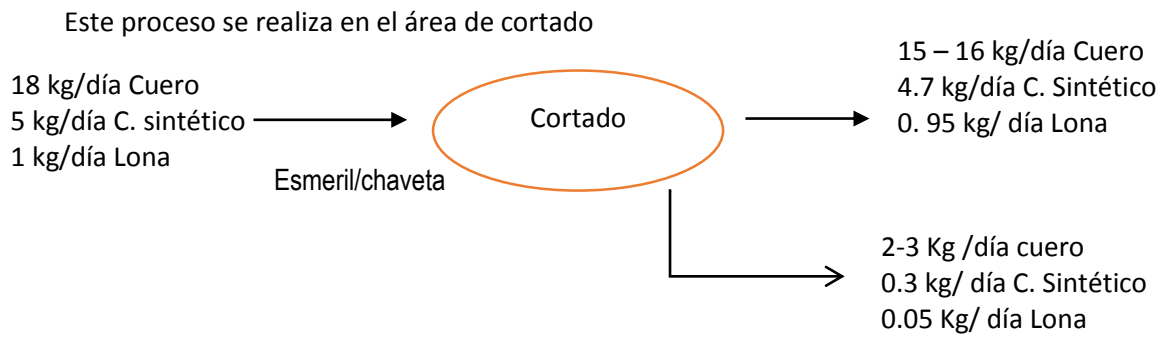 Este proceso se realiza en el área de cortado
18 kg/día Cuero
5 kg/día C. sintético
1 kg/día Lona
Esmeril/chaveta
Cortado
15 – 16 kg/día Cuero
4.7 kg/día C. Sintético
0. 95 kg/ día Lona
2-3 Kg /día cuero
0.3 kg/ día C. Sintético
0.05 Kg/ día Lona